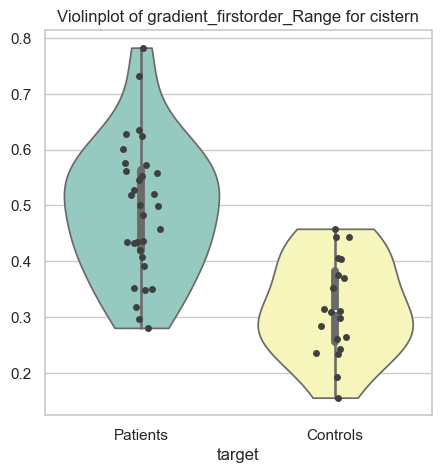 Violinplot of gradient_firstorder_Range for cistern
0.8
0.7
0.6
0.5
0.4
0.3
0.2
Patients Controls
target